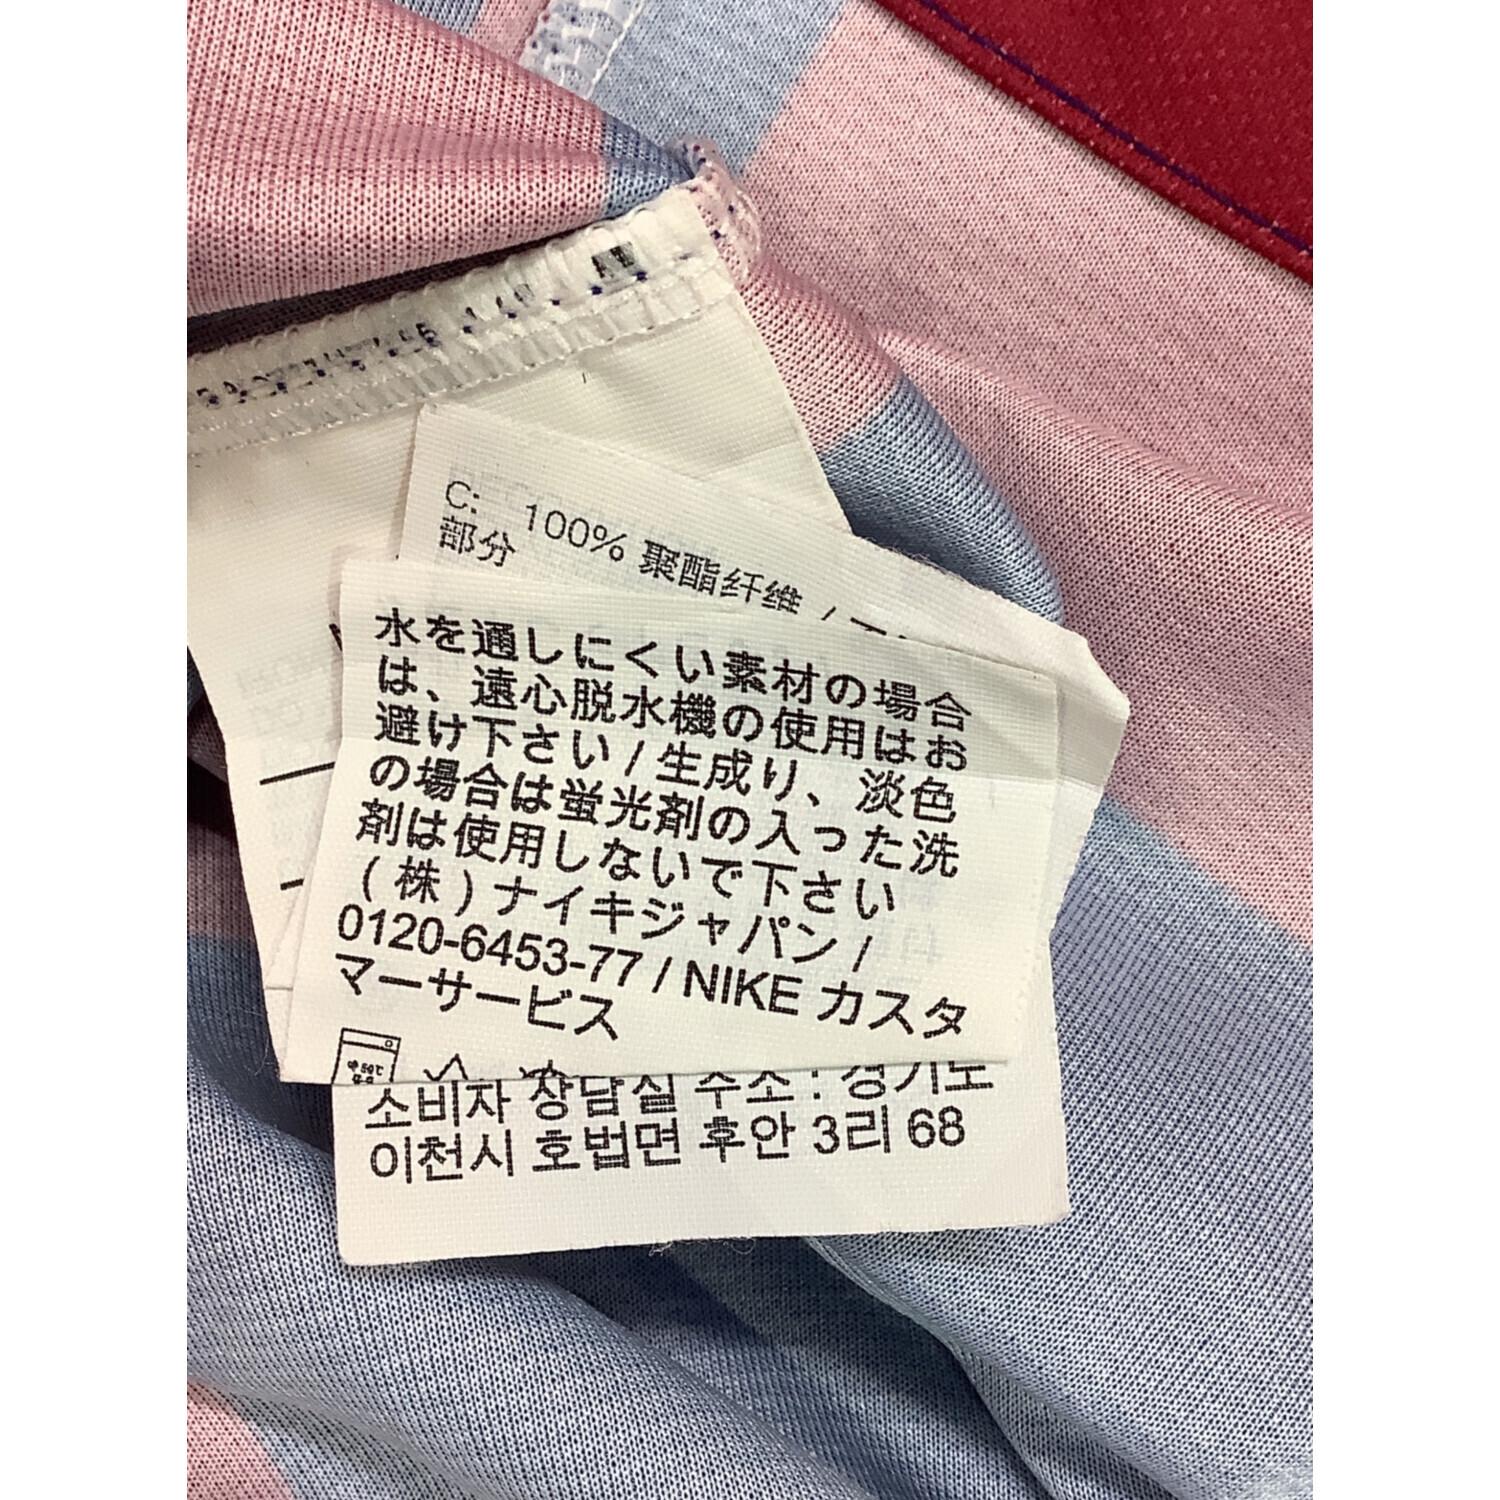 C: 100% 聚酯纤维 /
部分
水を通しにくい素材の場合
は、遠心脱水機の使用はお
避け下さい / 生成り、淡色
の場合は蛍光剤の入った洗
剤は使用しないで下さい
(株)ナイキジャパン /
0120-6453-77 / NIKE カスタ
マーサービス
소비자 상담실 주소 : 경기도
이천시 호법면 후안 3리 68